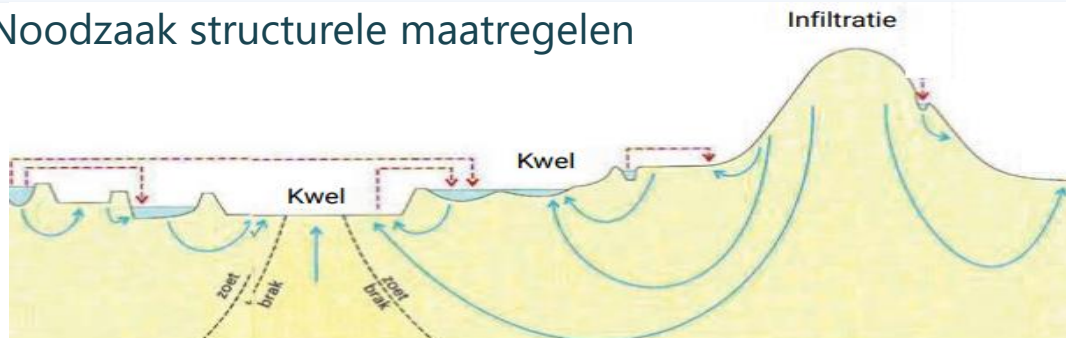 Noodzaak structurele maatregelen
Infiltratie
Kwel
Kwel
zoet
brak
zoet
brak